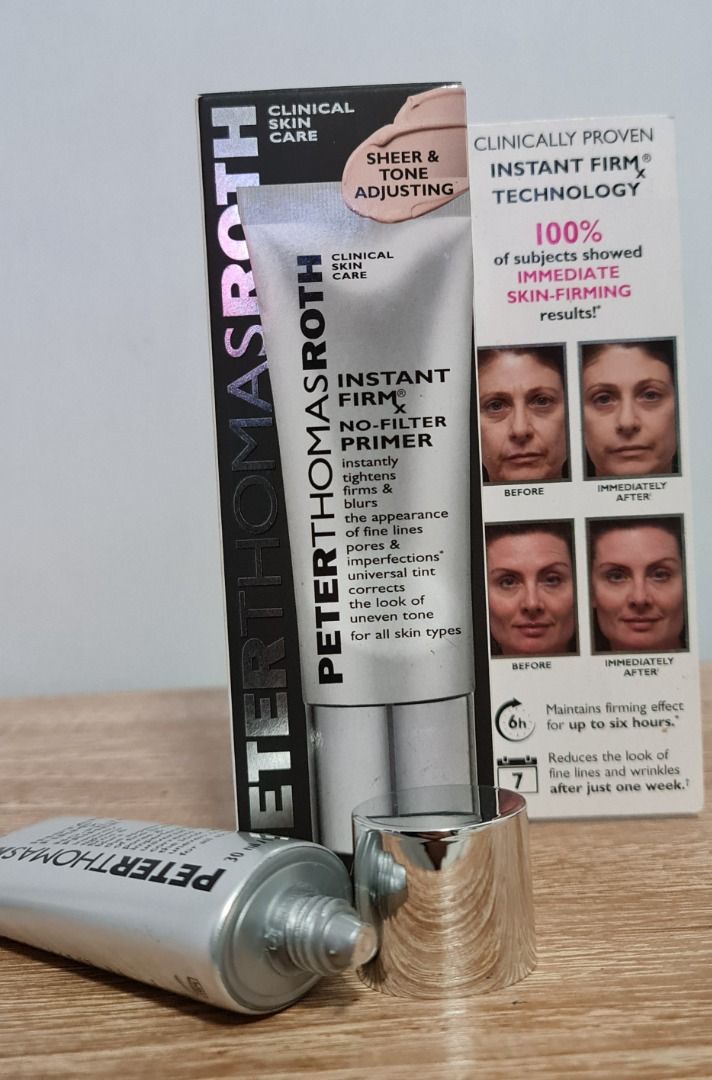 PETERTHOMASROTH
CLINICAL
SKIN
CARE
SHEER &
TONE
ADJUSTING
PETERTHOMASROTH
CLINICAL
SKIN
CARE
INSTANT
FIRMx®
NO-FILTER
PRIMER
instantly
tightens
firms &
blurs
the appearance
of fine lines
pores &
imperfections*
universal tint
corrects
the look of
uneven tone
for all skin types
CLINICALLY PROVEN
INSTANT FIRMx®
TECHNOLOGY
100%
of subjects showed
IMMEDIATE
SKIN-FIRMING
results!*
BEFORE
IMMEDIATELY
AFTER†
BEFORE
IMMEDIATELY
AFTER†
6h
Maintains firming effect
for up to six hours.*
7
Reduces the look of
fine lines and wrinkles
after just one week.†
PETERTHOMAS
30